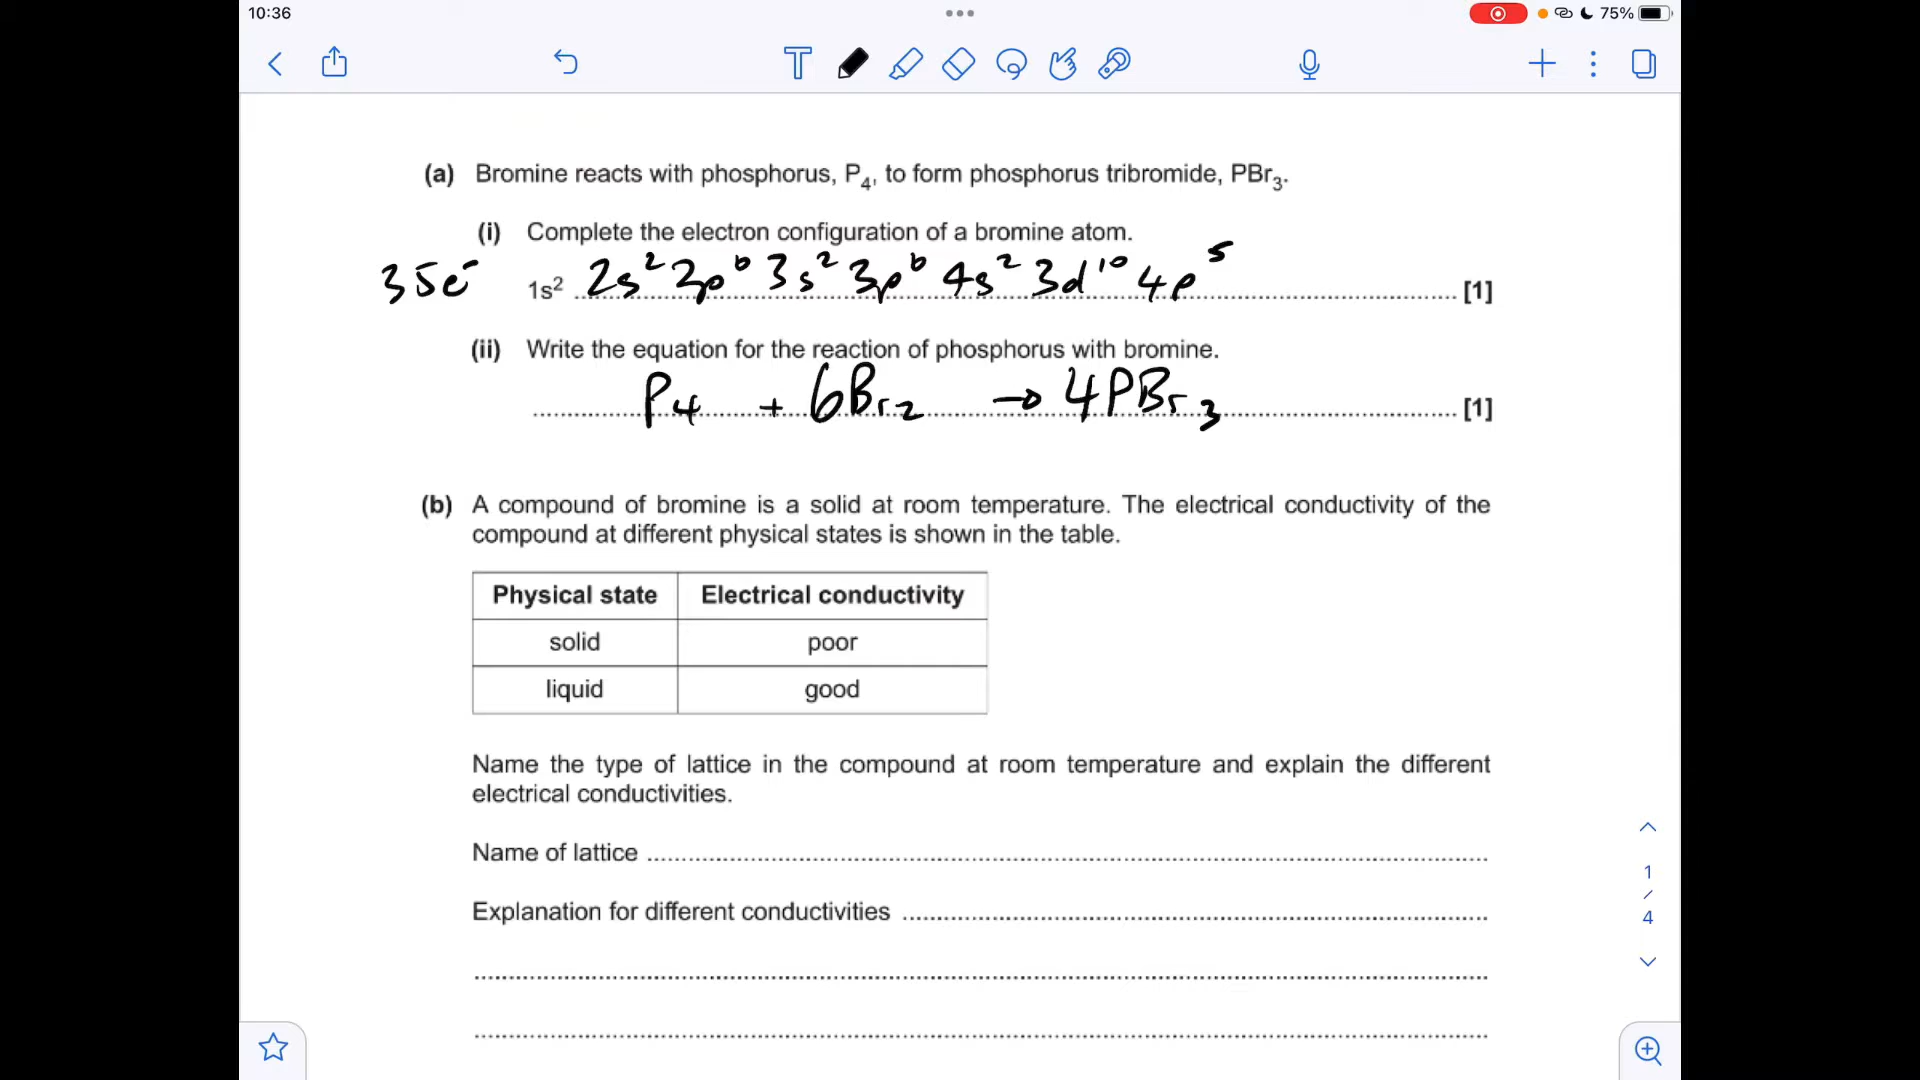 10:36
75%
(a) Bromine reacts with phosphorus, P₄, to form phosphorus tribromide, PBr₃.
(i) Complete the electron configuration of a bromine atom.
35e⁻ 1s² 2s² 2p⁶ 3s² 3p⁶ 4s² 3d¹⁰ 4p⁵ [1]
(ii) Write the equation for the reaction of phosphorus with bromine.
P₄ + 6Br₂ → 4PBr₃ [1]
(b) A compound of bromine is a solid at room temperature. The electrical conductivity of the
compound at different physical states is shown in the table.
Physical state Electrical conductivity
solid poor
liquid good
Name the type of lattice in the compound at room temperature and explain the different
electrical conductivities.
Name of lattice
Explanation for different conductivities
1
/
4